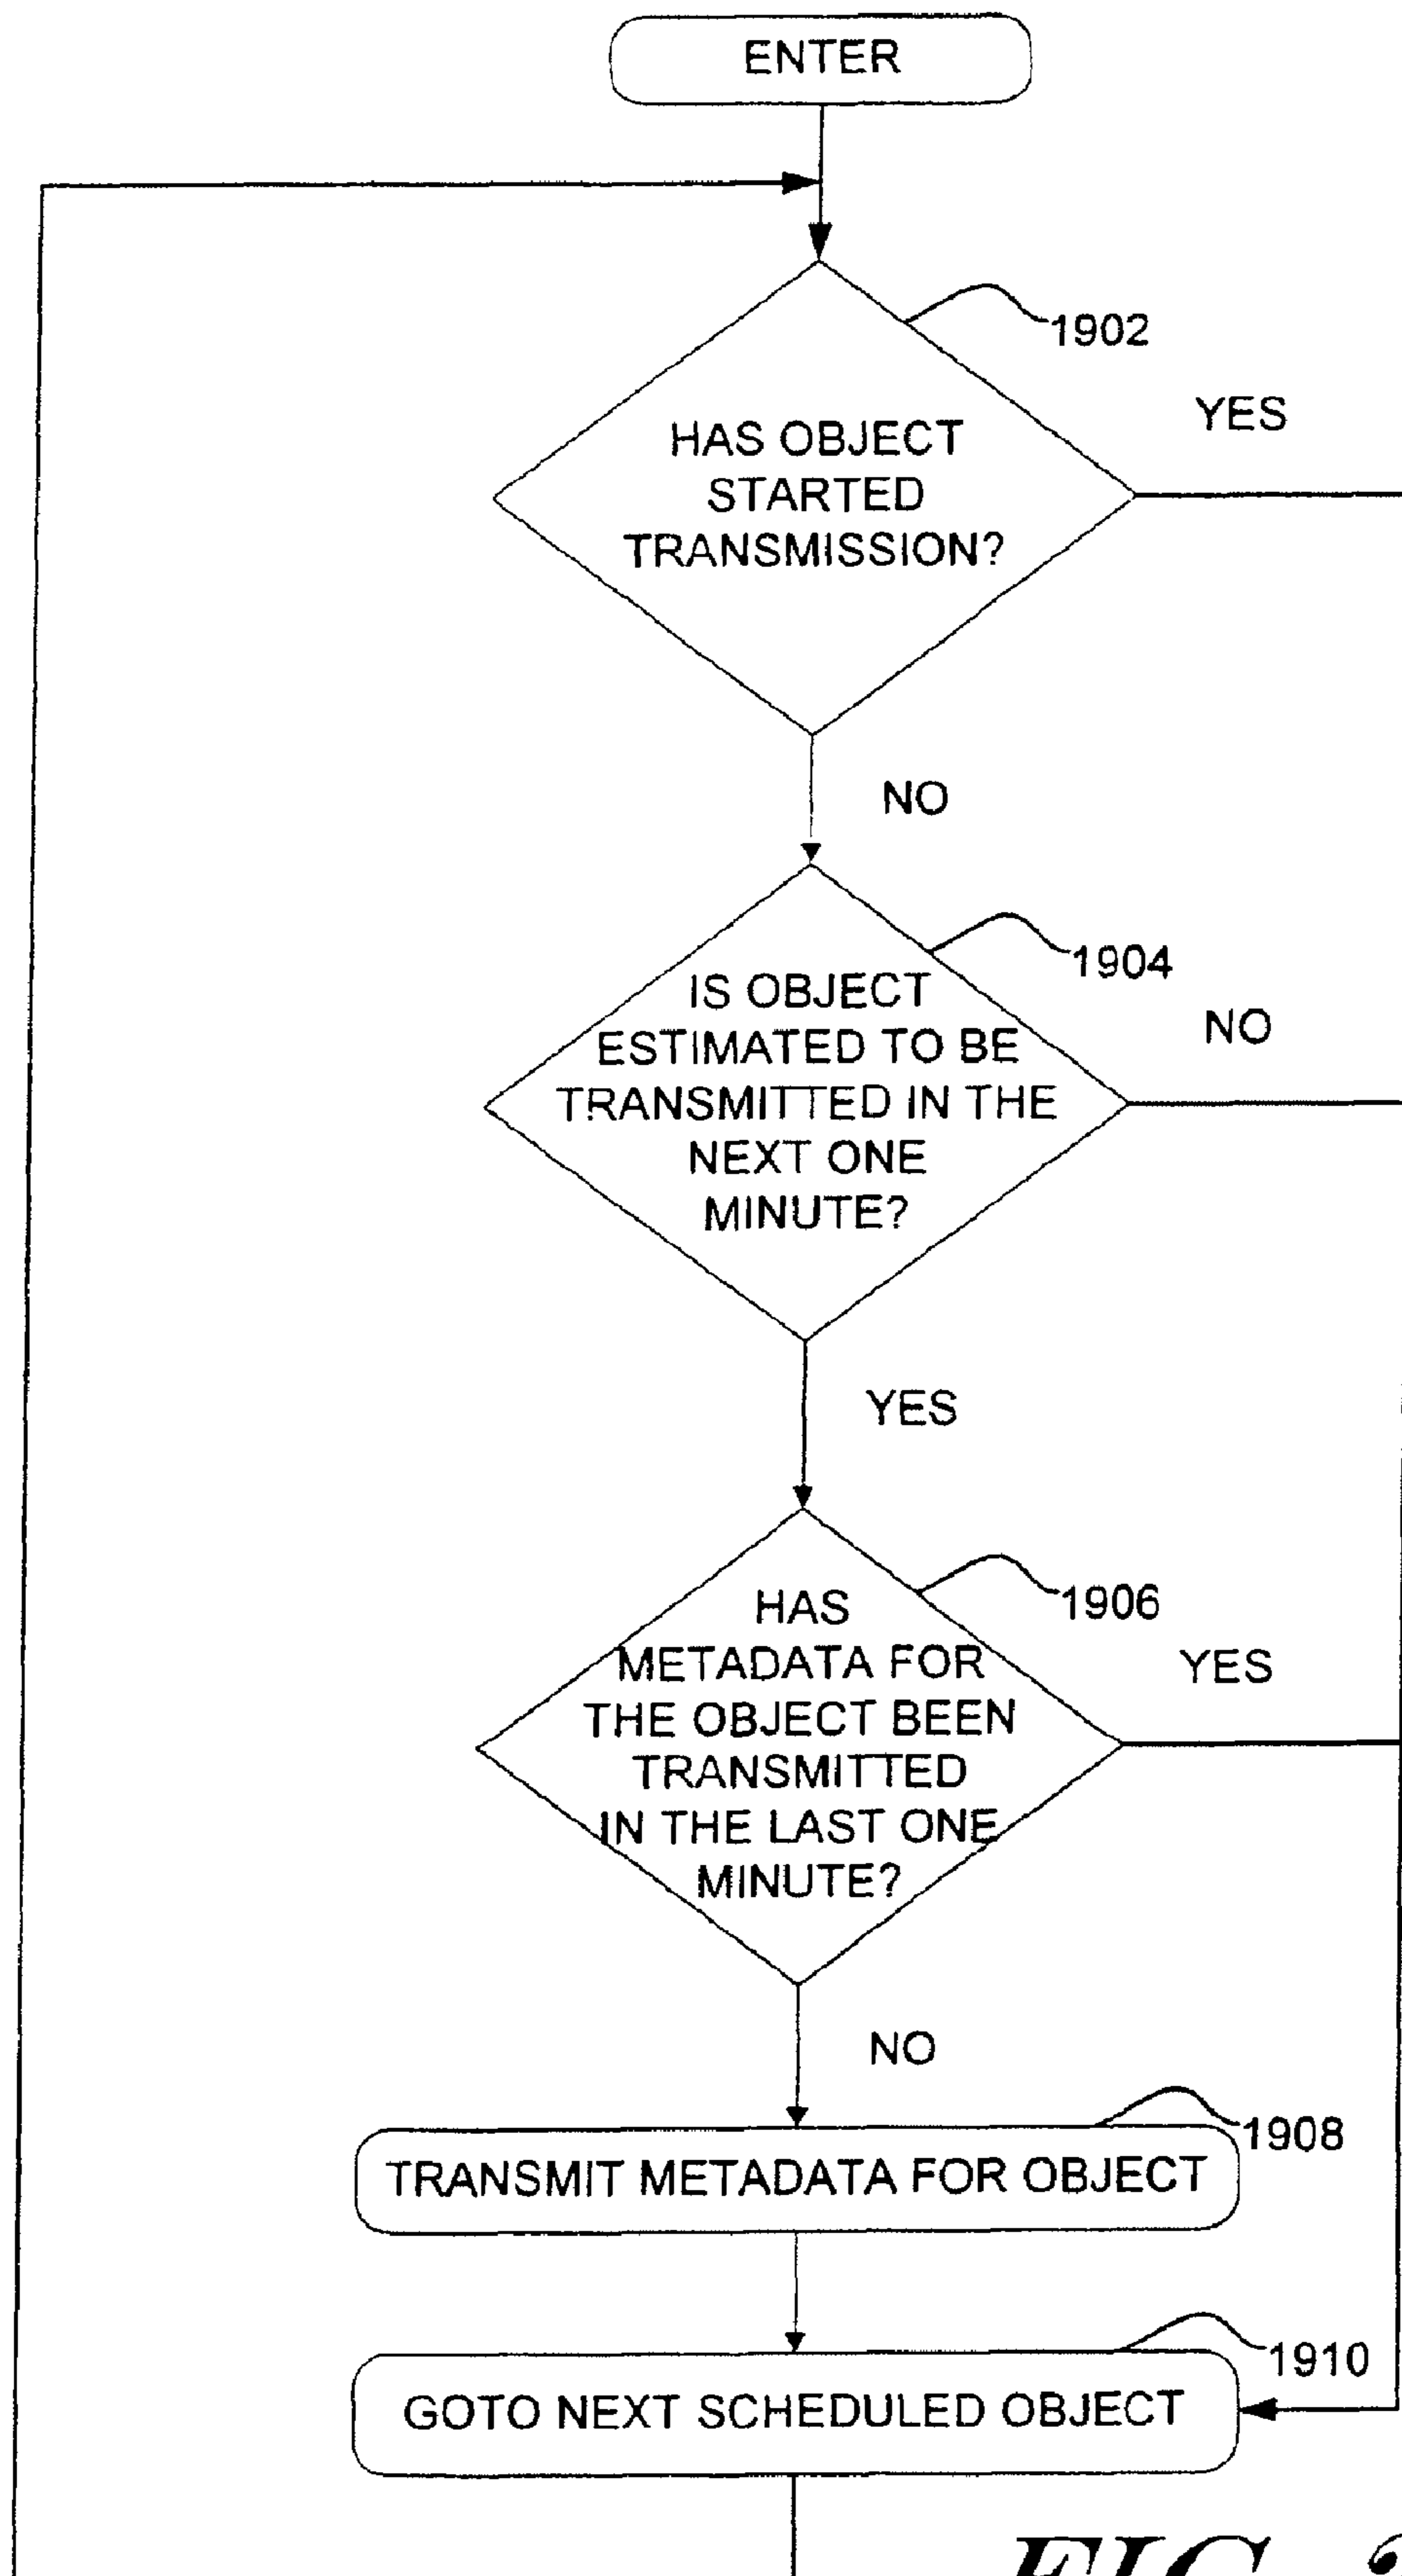 ENTER
1902
HAS OBJECT
STARTED
TRANSMISSION?
YES
NO
1904
IS OBJECT
ESTIMATED TO BE
TRANSMITTED IN THE
NEXT ONE
MINUTE?
NO
YES
1906
HAS
METADATA FOR
THE OBJECT BEEN
TRANSMITTED
IN THE LAST ONE
MINUTE?
YES
NO
1908
TRANSMIT METADATA FOR OBJECT
1910
GOTO NEXT SCHEDULED OBJECT
FIG.